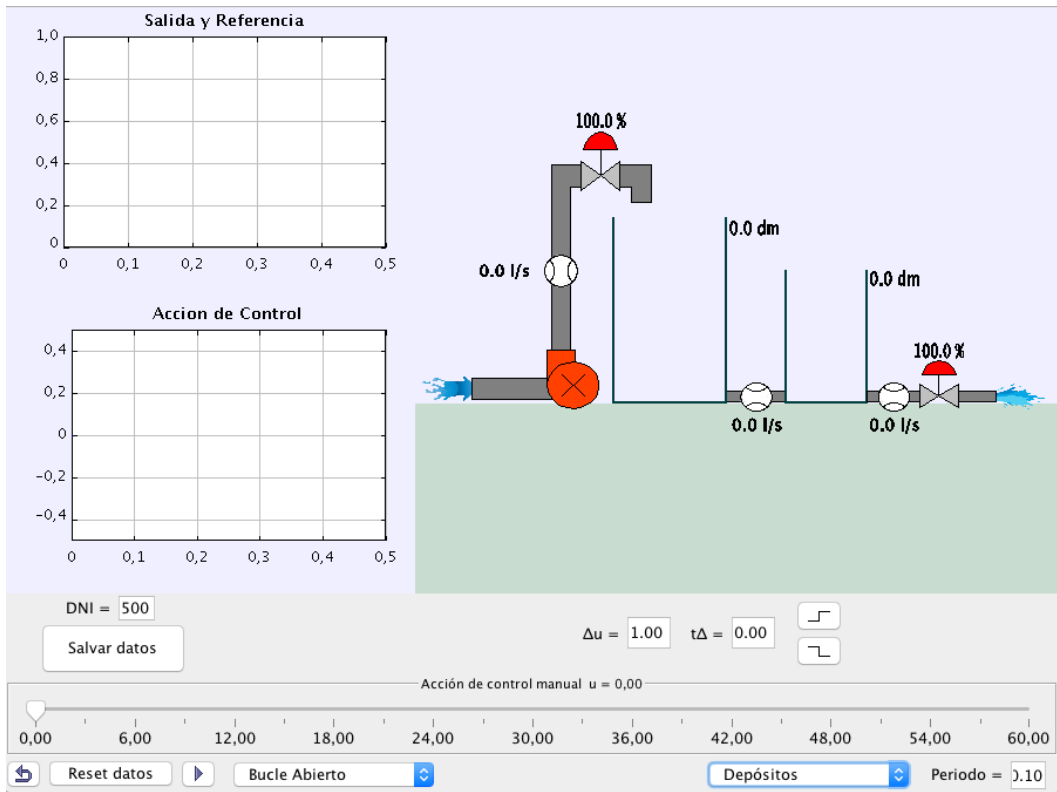 Salida y Referencia
1,0
0,8
0,6
0,4
0,2
0
0 0,1 0,2 0,3 0,4 0,5
Accion de Control
0,4
0,2
0
−0,2
−0,4
0 0,1 0,2 0,3 0,4 0,5
100.0 %
0.0 dm
0.0 l/s
0.0 dm
100.0 %
0.0 l/s 0.0 l/s
DNI = 500
Salvar datos
Δu = 1.00 tΔ = 0.00
Acción de control manual u = 0,00
0,00 6,00 12,00 18,00 24,00 30,00 36,00 42,00 48,00 54,00 60,00
Reset datos Bucle Abierto Depósitos Periodo = 0.10